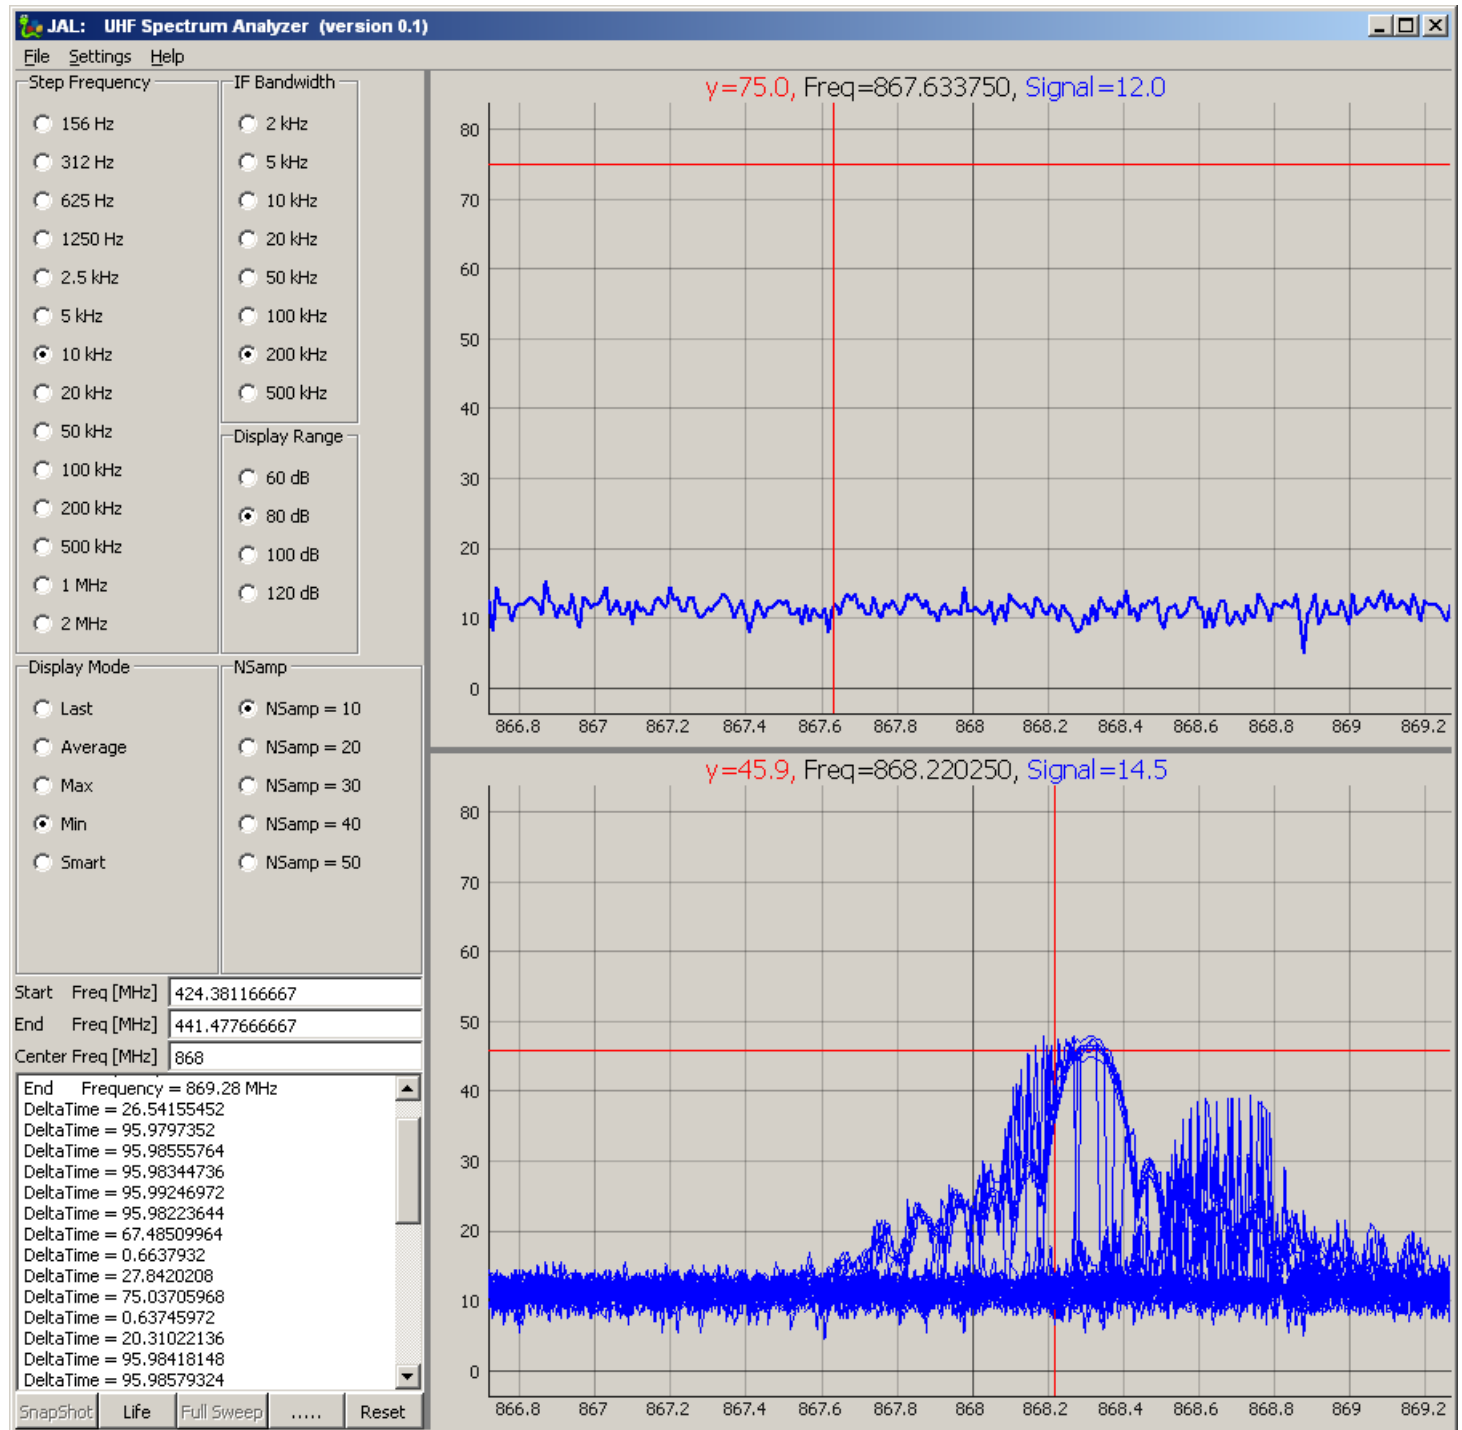 JAL: UHF Spectrum Analyzer (version 0.1)
File Settings Help
Step Frequency
156 Hz
312 Hz
625 Hz
1250 Hz
2.5 kHz
5 kHz
10 kHz
20 kHz
50 kHz
100 kHz
200 kHz
500 kHz
1 MHz
2 MHz
IF Bandwidth
2 kHz
5 kHz
10 kHz
20 kHz
50 kHz
100 kHz
200 kHz
500 kHz
Display Range
60 dB
80 dB
100 dB
120 dB
Display Mode
Last
Average
Max
Min
Smart
NSamp
NSamp = 10
NSamp = 20
NSamp = 30
NSamp = 40
NSamp = 50
Start Freq [MHz] 424.381166667
End Freq [MHz] 441.477666667
Center Freq [MHz] 868
End Frequency = 869.28 MHz
DeltaTime = 26.54155452
DeltaTime = 95.9797352
DeltaTime = 95.98555764
DeltaTime = 95.98344736
DeltaTime = 95.99246972
DeltaTime = 95.98223644
DeltaTime = 67.48509964
DeltaTime = 0.6637932
DeltaTime = 27.8420208
DeltaTime = 75.03705968
DeltaTime = 0.63745972
DeltaTime = 20.31022136
DeltaTime = 95.98418148
DeltaTime = 95.98579324
SnapShot Life Full Sweep ..... Reset
y=75.0, Freq=867.633750, Signal=12.0
80
70
60
50
40
30
20
10
0
866.8 867 867.2 867.4 867.6 867.8 868 868.2 868.4 868.6 868.8 869 869.2
y=45.9, Freq=868.220250, Signal=14.5
80
70
60
50
40
30
20
10
0
866.8 867 867.2 867.4 867.6 867.8 868 868.2 868.4 868.6 868.8 869 869.2